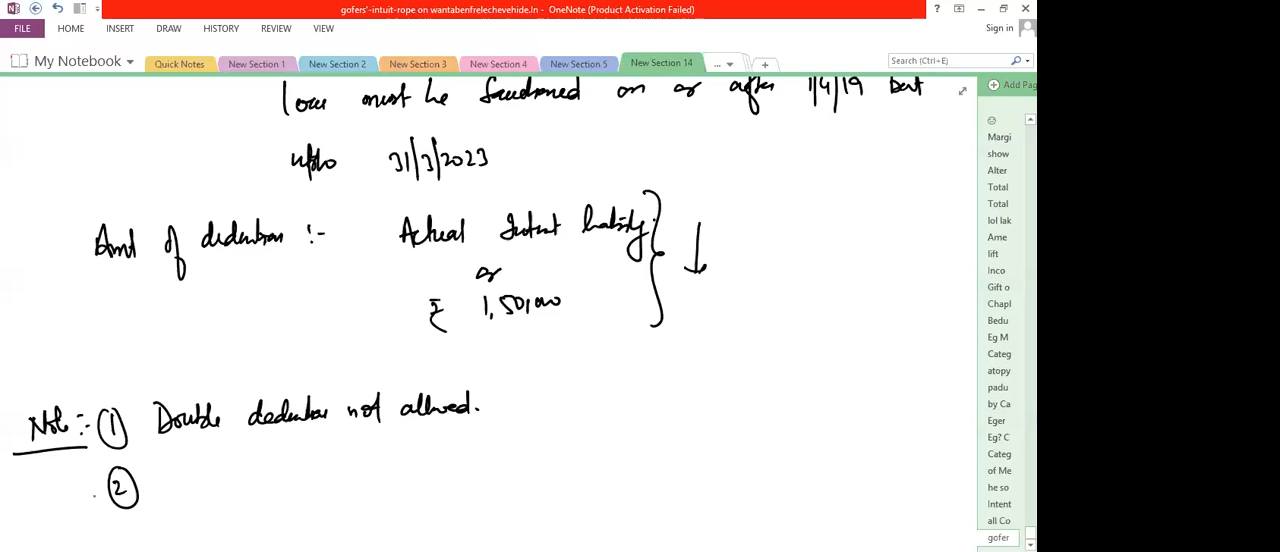 gofers'-intuit-rope on wantabenfrelechevehide.ln - OneNote (Product Activation Failed)
Sign in
FILE HOME INSERT DRAW HISTORY REVIEW VIEW
My Notebook Quick Notes New Section 1 New Section 2 New Section 3 New Section 4 New Section 5 New Section 14 ...
Search (Ctrl+E)
Add Pag
loan must be Sanctioned on or after 1/4/19 but
upto 31/3/2023
Amt of deduction :- Actual Interest liability
or
₹ 1,50,000
Note :- ① Double deduction not allowed.
②
Margi
show
Alter
Total
Total
lol lak
Ame
lift
Inco
Gift o
Chapl
Bedu
Eg M
Categ
atopy
padu
by Ca
Eger
Eg? C
Categ
of Me
he so
Intent
all Co
gofer